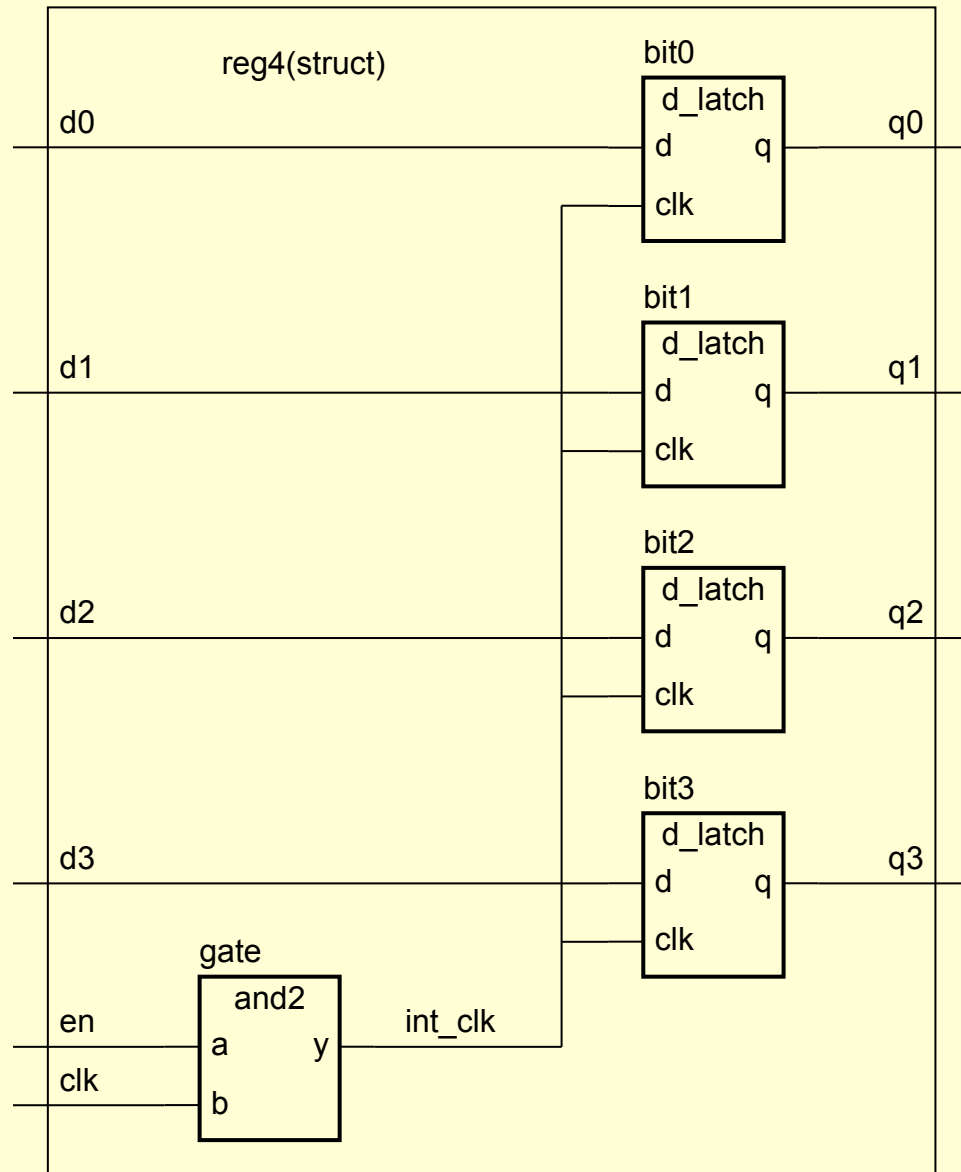 reg4(struct)
bit0
d_latch
d0
d q
q0
clk
bit1
d_latch
d1
d q
q1
clk
bit2
d_latch
d2
d q
q2
clk
bit3
d_latch
d3
d q
q3
clk
gate
and2
en
a y
int_clk
clk
b